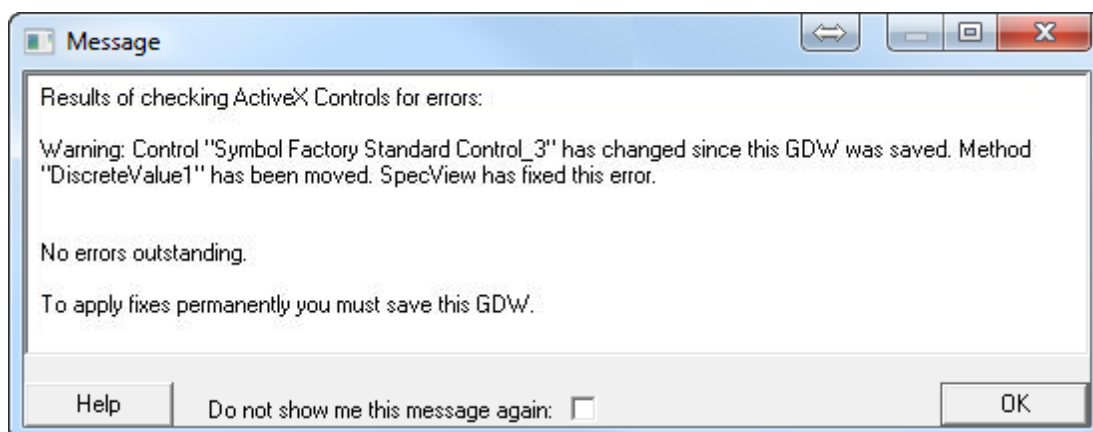 Message
Results of checking ActiveX Controls for errors:
Warning: Control "Symbol Factory Standard Control_3" has changed since this GDW was saved. Method
"DiscreteValue1" has been moved. SpecView has fixed this error.
No errors outstanding.
To apply fixes permanently you must save this GDW.
Help
Do not show me this message again:
OK